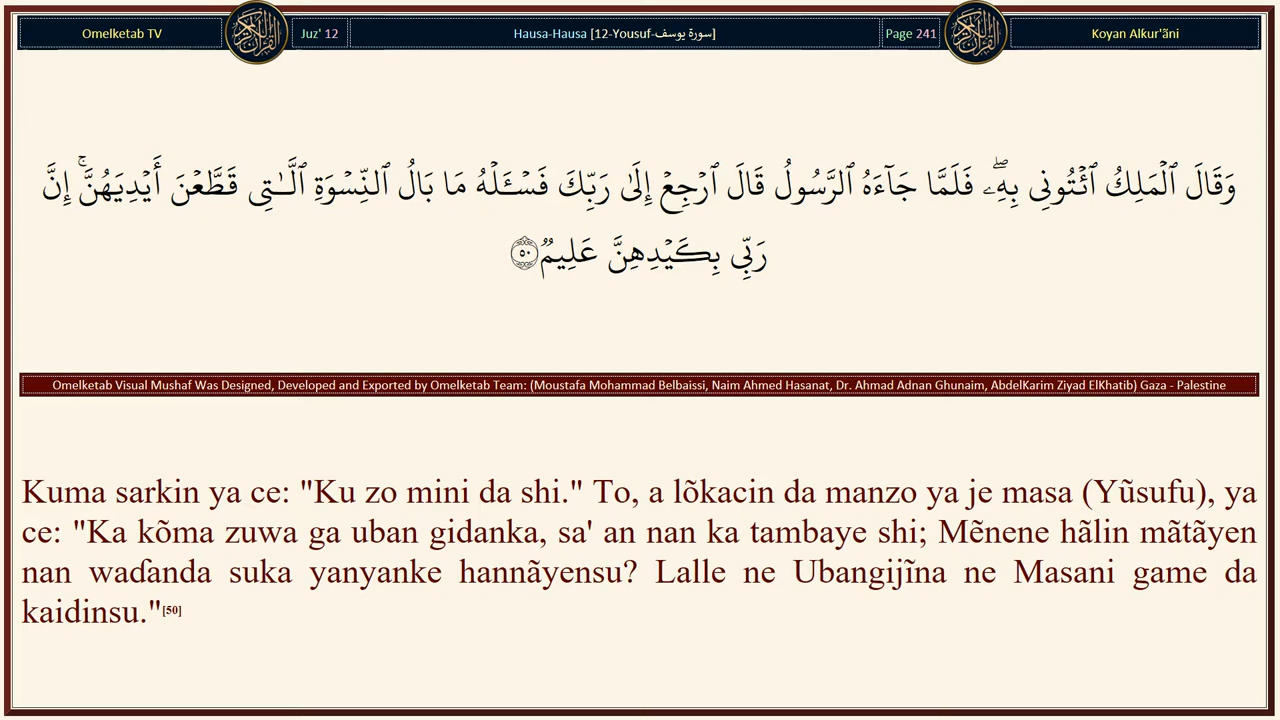 Omelketab TV
Juz' 12
Hausa-Hausa [12-Yousuf-سورة يوسف]
Page 241
Koyan Alkur'ãni
وَقَالَ ٱلْمَلِكُ ٱئْتُونِى بِهِۦ ۖ فَلَمَّا جَآءَهُ ٱلرَّسُولُ قَالَ ٱرْجِعْ إِلَىٰ رَبِّكَ فَسْـَٔلْهُ مَا بَالُ ٱلنِّسْوَةِ ٱلَّـٰتِى قَطَّعْنَ أَيْدِيَهُنَّ ۚ إِنَّ
رَبِّى بِكَيْدِهِنَّ عَلِيمٌ ٥٠
Omelketab Visual Mushaf Was Designed, Developed and Exported by Omelketab Team: (Moustafa Mohammad Belbaissi, Naim Ahmed Hasanat, Dr. Ahmad Adnan Ghunaim, AbdelKarim Ziyad ElKhatib) Gaza - Palestine
Kuma sarkin ya ce: "Ku zo mini da shi." To, a lõkacin da manzo ya je masa (Yũsufu), ya
ce: "Ka kõma zuwa ga uban gidanka, sa' an nan ka tambaye shi; Mẽnene hãlin mãtãyen
nan waɗanda suka yanyanke hannãyensu? Lalle ne Ubangijĩna ne Masani game da
kaidinsu."[50]